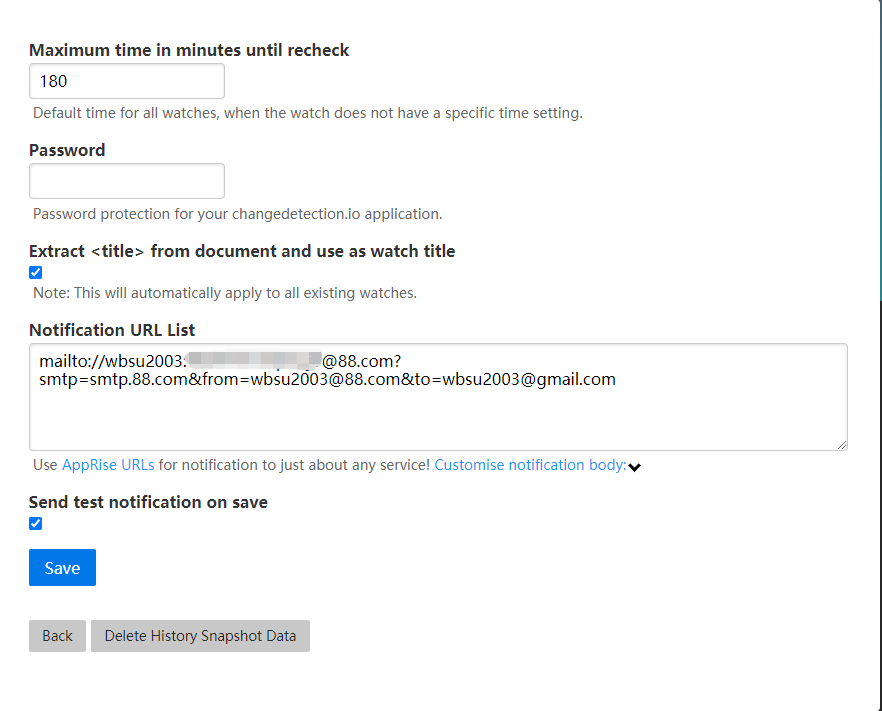 Maximum time in minutes until recheck
180
Default time for all watches, when the watch does not have a specific time setting.
Password
Password protection for your changedetection.io application.
Extract <title> from document and use as watch title
Note: This will automatically apply to all existing watches.
Notification URL List
mailto://wbsu2003:@88.com?
smtp=smtp.88.com&from=wbsu2003@88.com&to=wbsu2003@gmail.com
Use AppRise URLs for notification to just about any service! Customise notification body:
Send test notification on save
Save
Back Delete History Snapshot Data